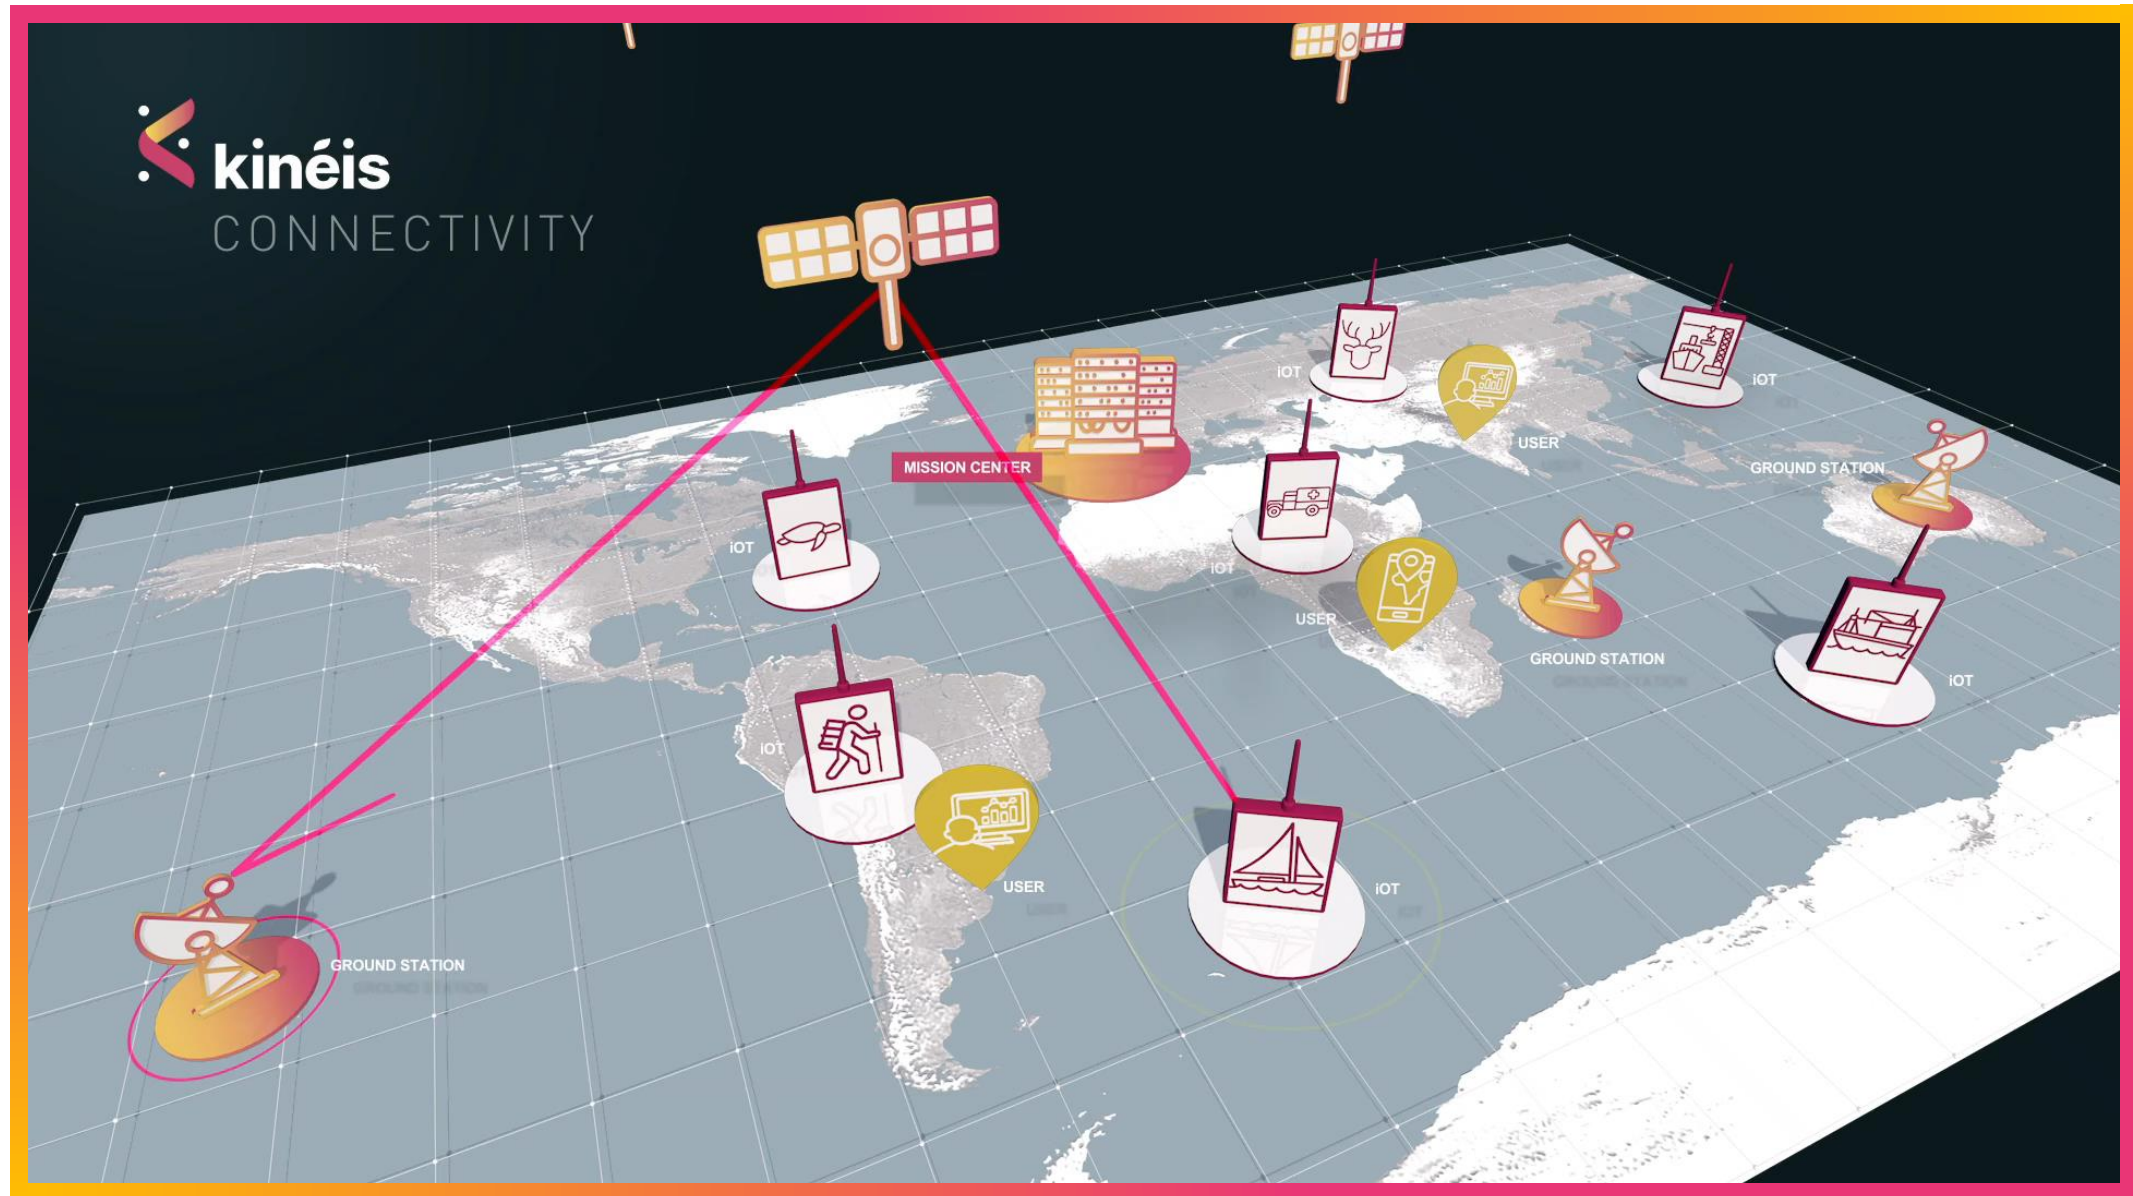 kinéis
CONNECTIVITY
iOT
iOT
USER
MISSION CENTER
GROUND STATION
iOT
iOT
USER
GROUND STATION
iOT
iOT
USER
iOT
GROUND STATION